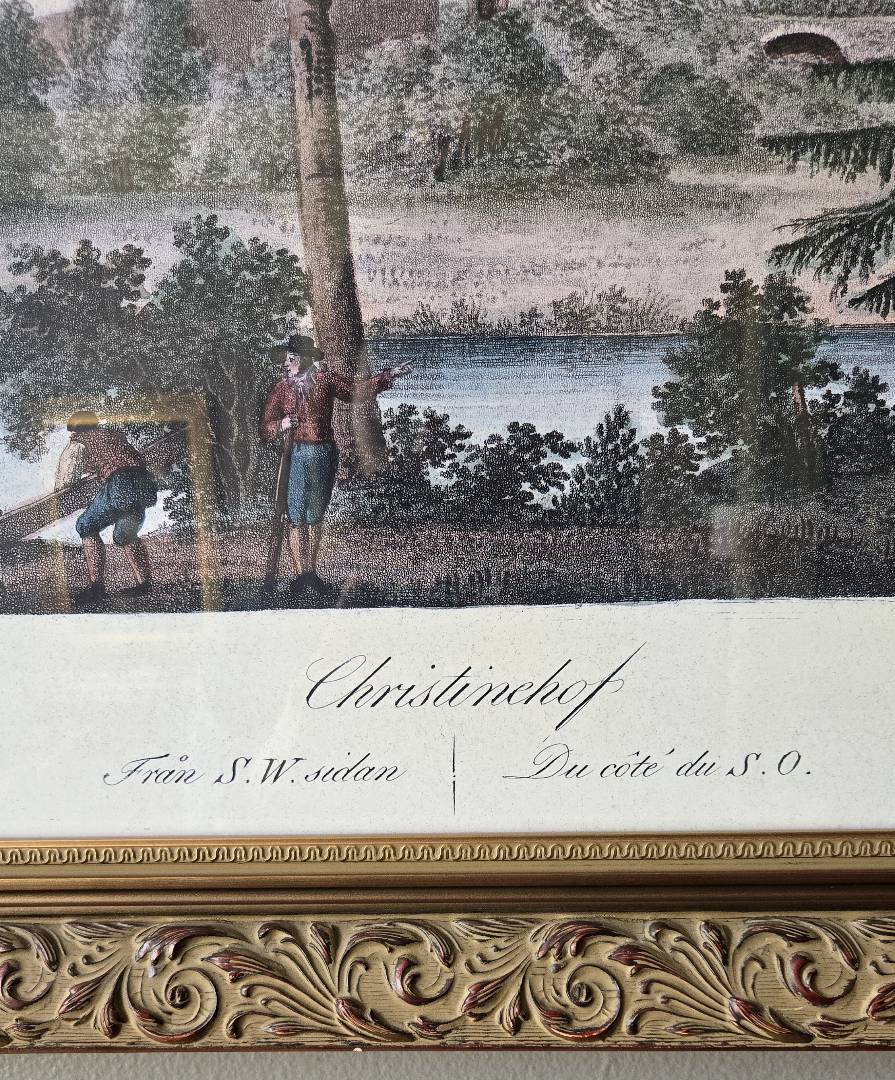 Christinehof
Från S. W. sidan
Du côté du S. O.